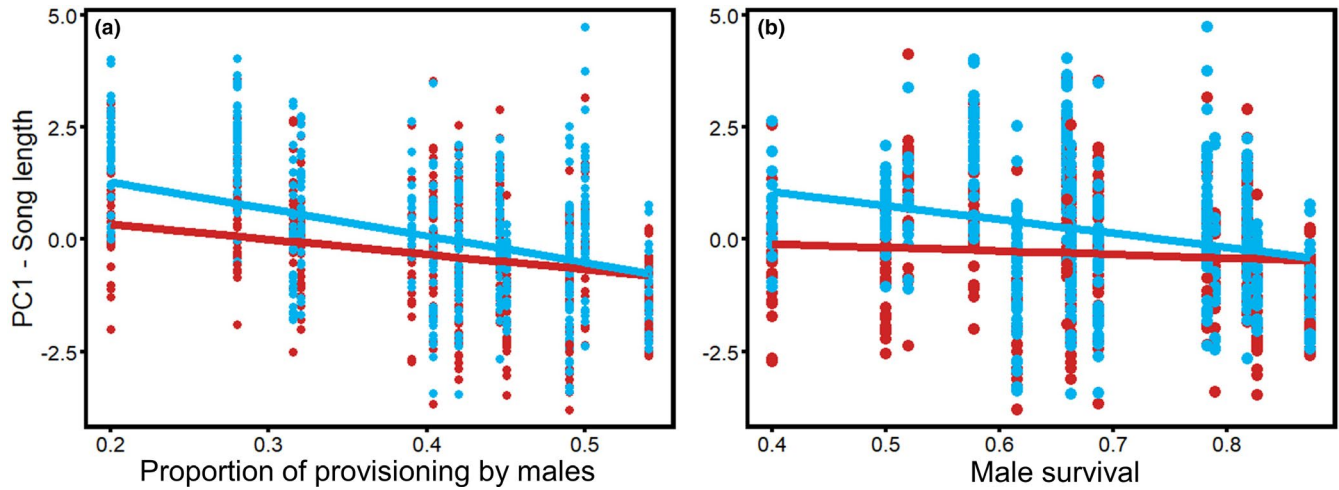 (a)
PC1 - Song length
5.0
2.5
0.0
-2.5
0.2 0.3 0.4 0.5
Proportion of provisioning by males
(b)
5.0
2.5
0.0
-2.5
0.4 0.5 0.6 0.7 0.8
Male survival